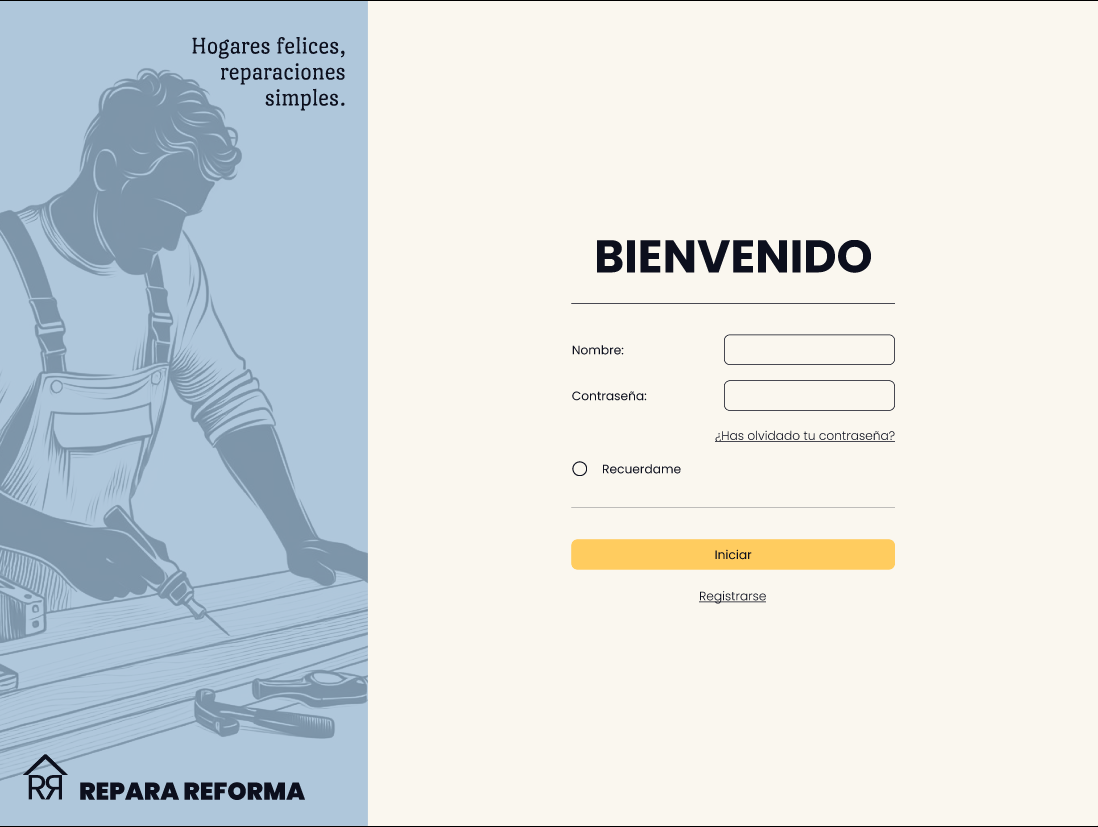 Hogares felices,
reparaciones
simples.
BIENVENIDO
Nombre:
Contraseña:
¿Has olvidado tu contraseña?
Recuerdame
Iniciar
Registrarse
RR
REPARA REFORMA